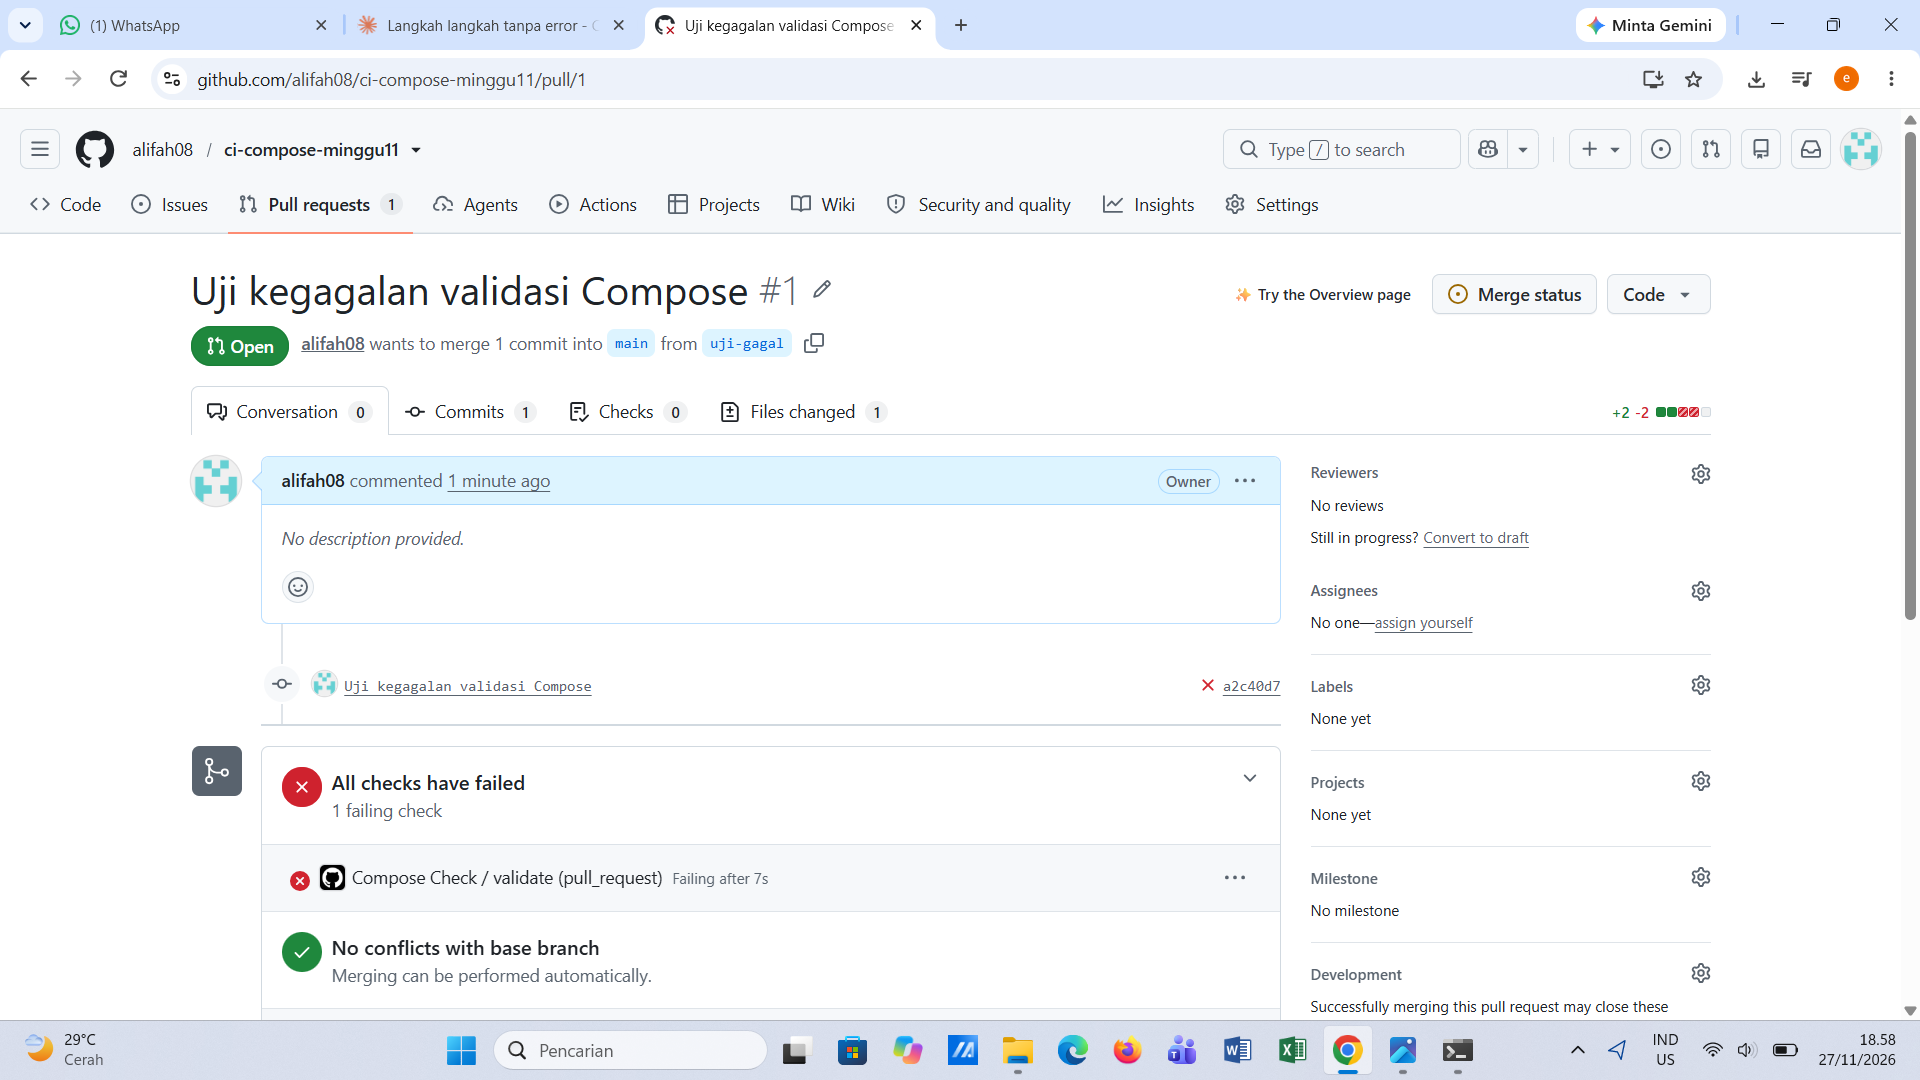 (1) WhatsApp
Langkah langkah tanpa error - C
Uji kegagalan validasi Compose
Minta Gemini
github.com/alifah08/ci-compose-minggu11/pull/1
e
alifah08 / ci-compose-minggu11
Type / to search
Code
Issues
Pull requests 1
Agents
Actions
Projects
Wiki
Security and quality
Insights
Settings
Uji kegagalan validasi Compose #1
Try the Overview page
Merge status
Code
Open
alifah08 wants to merge 1 commit into main from uji-gagal
Conversation 0
Commits 1
Checks 0
Files changed 1
+2 -2
alifah08 commented 1 minute ago
Owner
No description provided.
Uji kegagalan validasi Compose
a2c40d7
All checks have failed
1 failing check
Compose Check / validate (pull_request) Failing after 7s
No conflicts with base branch
Merging can be performed automatically.
Reviewers
No reviews
Still in progress? Convert to draft
Assignees
No one—assign yourself
Labels
None yet
Projects
None yet
Milestone
No milestone
Development
Successfully merging this pull request may close these
29°C
Cerah
Pencarian
IND
US
18.58
27/11/2026